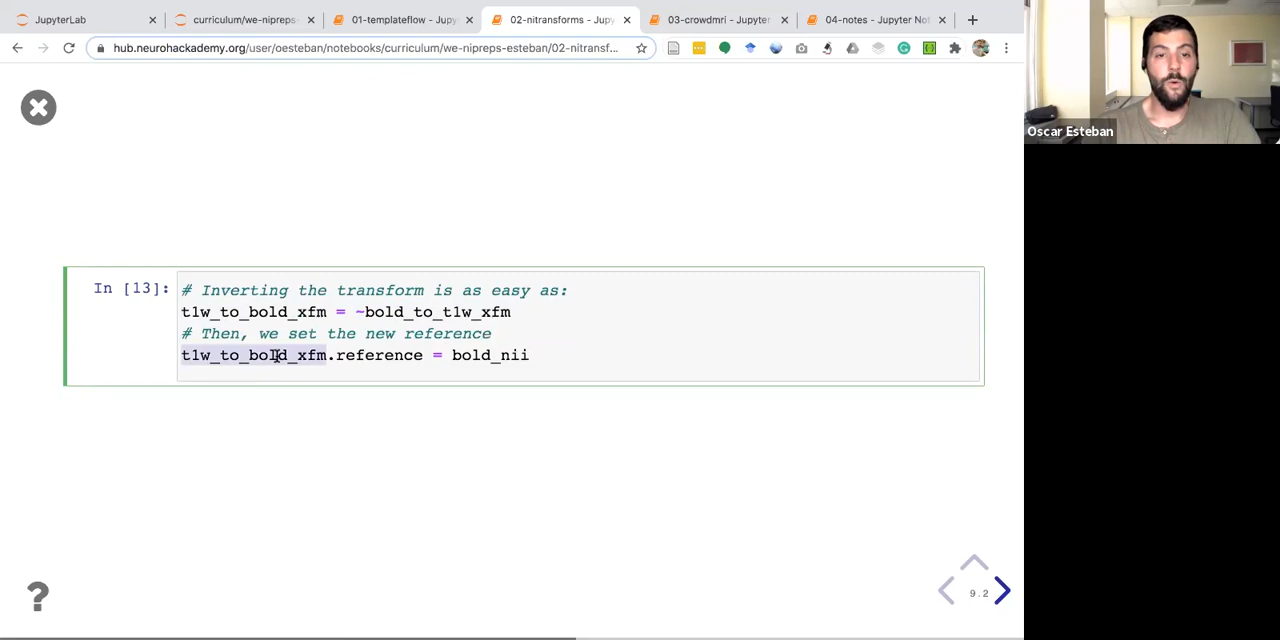 JupyterLab
curriculum/we-nipreps-
01-templateflow - Jupy
02-nitransforms - Jupy
03-crowdmri - Jupyter
04-notes - Jupyter Not
hub.neurohackademy.org/user/oesteban/notebooks/curriculum/we-nipreps-esteban/02-nitransf...
Oscar Esteban
In [13]:
# Inverting the transform is as easy as:
t1w_to_bold_xfm = ~bold_to_t1w_xfm
# Then, we set the new reference
t1w_to_bold_xfm.reference = bold_nii
?
9.2